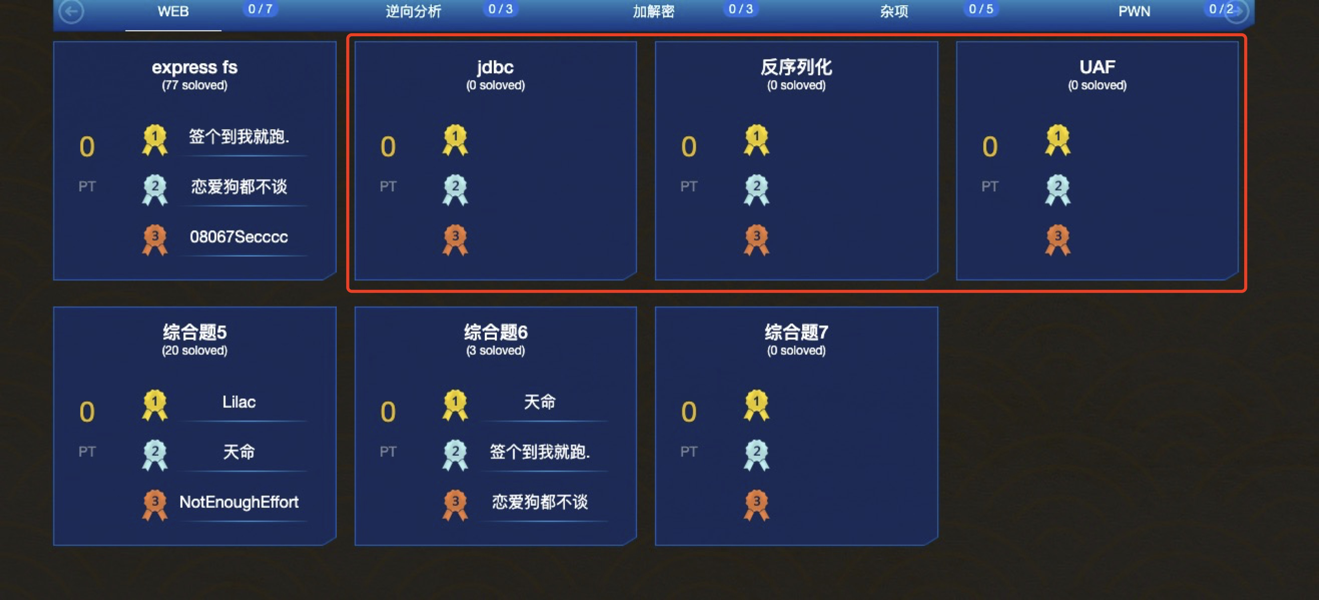 WEB 0 / 7 逆向分析 0 / 3 加解密 0 / 3 杂项 0 / 5 PWN 0 / 2
express fs
(77 soloved)
0
PT
1 签个到我就跑.
2 恋爱狗都不谈
3 08067Secccc
jdbc
(0 soloved)
0
PT
1
2
3
反序列化
(0 soloved)
0
PT
1
2
3
UAF
(0 soloved)
0
PT
1
2
3
综合题5
(20 soloved)
0
PT
1 Lilac
2 天命
3 NotEnoughEffort
综合题6
(3 soloved)
0
PT
1 天命
2 签个到我就跑.
3 恋爱狗都不谈
综合题7
(0 soloved)
0
PT
1
2
3